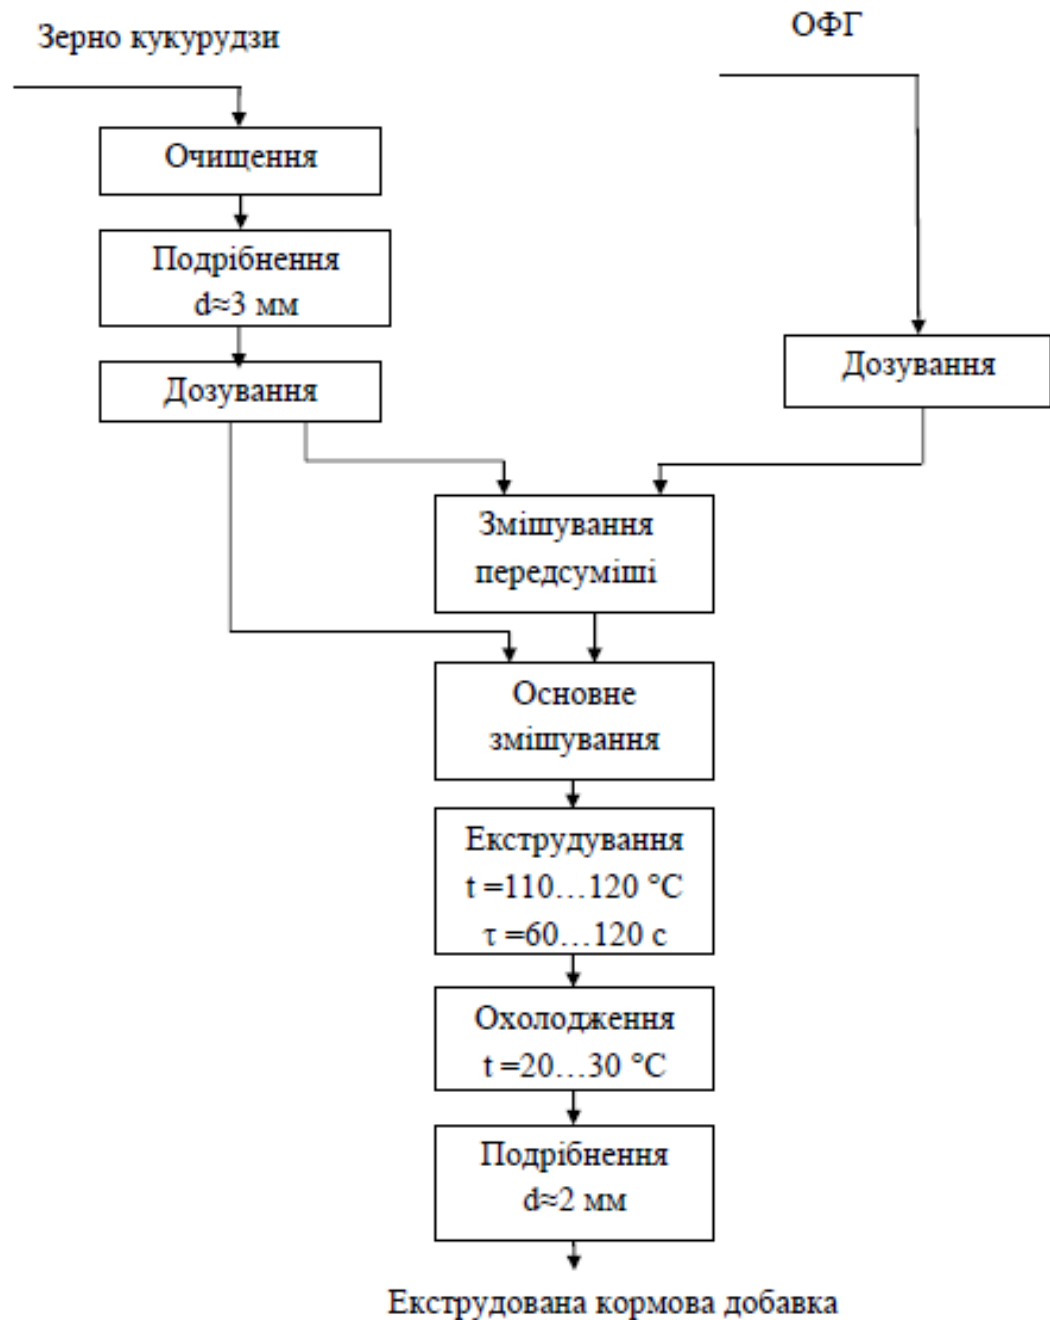 Зерно кукурудзи
ОФГ
Очищення
Подрібнення
d≈3 мм
Дозування
Дозування
Змішування
передсуміші
Основне
змішування
Екструдування
t =110…120 °C
τ =60…120 с
Охолодження
t =20…30 °C
Подрібнення
d≈2 мм
Екструдована кормова добавка